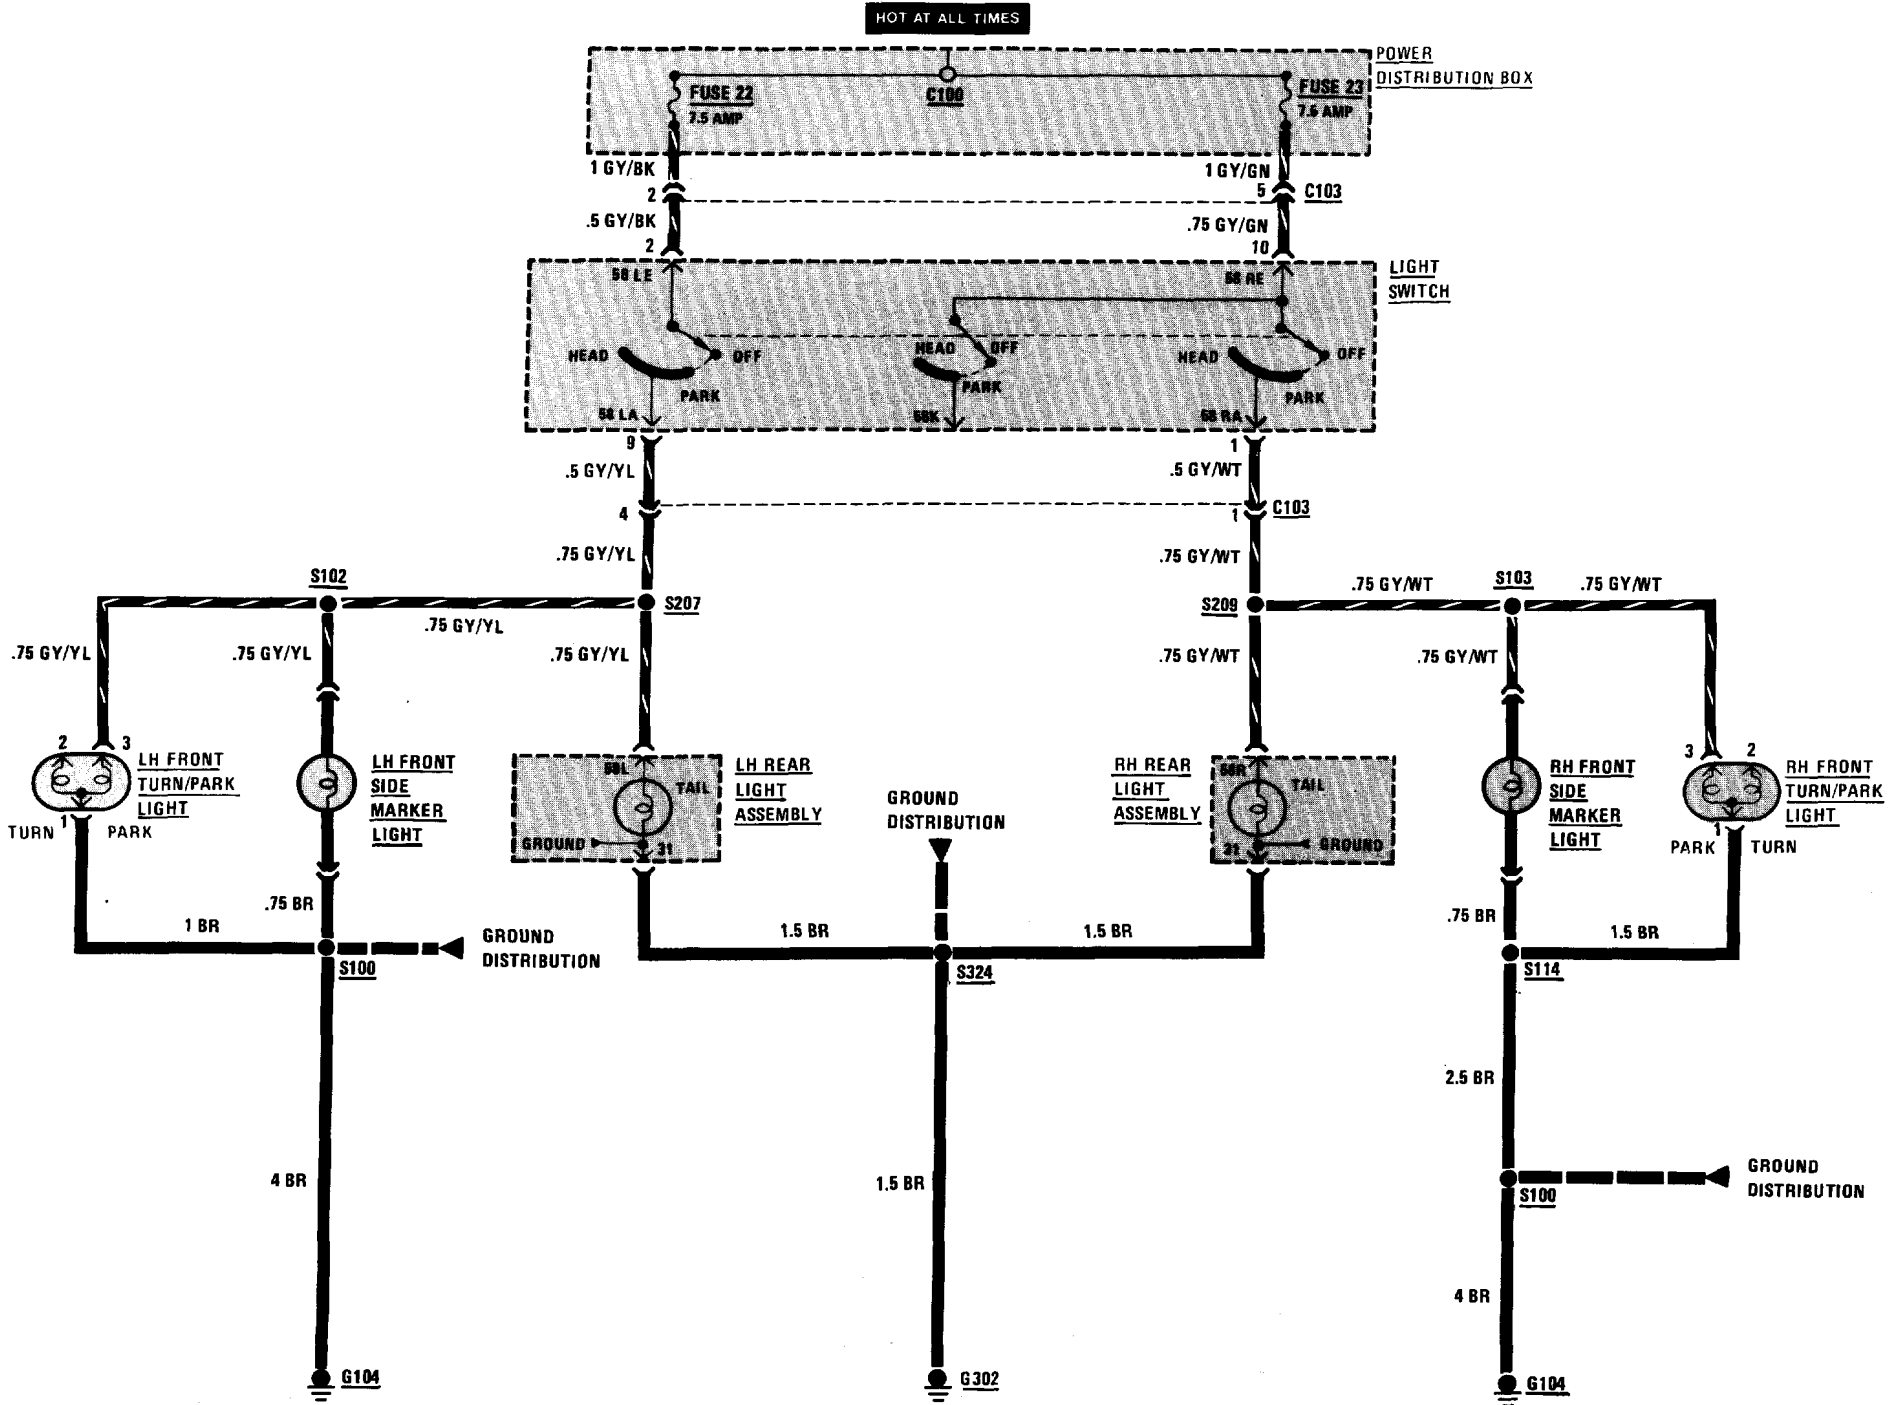 HOT AT ALL TIMES
POWER
DISTRIBUTION BOX
FUSE 22
7.5 AMP
C100
FUSE 23
7.5 AMP
1 GY/BK
1 GY/GN
2
5
C103
.5 GY/BK
.75 GY/GN
2
10
58 LE
58 RE
LIGHT
SWITCH
HEAD
OFF
PARK
HEAD
OFF
PARK
HEAD
OFF
PARK
58 LA
58K
58 RA
9
1
.5 GY/YL
.5 GY/WT
4
1
C103
.75 GY/YL
.75 GY/WT
S102
S207
S209
.75 GY/WT
S103
.75 GY/WT
.75 GY/YL
.75 GY/YL
.75 GY/YL
.75 GY/YL
.75 GY/WT
.75 GY/WT
2
3
LH FRONT
TURN/PARK
LIGHT
TURN
1
PARK
LH FRONT
SIDE
MARKER
LIGHT
58L
TAIL
GROUND
31
LH REAR
LIGHT
ASSEMBLY
GROUND
DISTRIBUTION
RH REAR
LIGHT
ASSEMBLY
58R
TAIL
31
GROUND
RH FRONT
SIDE
MARKER
LIGHT
3
2
RH FRONT
TURN/PARK
LIGHT
PARK
1
TURN
.75 BR
1 BR
S100
GROUND
DISTRIBUTION
1.5 BR
1.5 BR
S324
.75 BR
1.5 BR
S114
2.5 BR
4 BR
1.5 BR
S100
GROUND
DISTRIBUTION
4 BR
G104
G302
G104